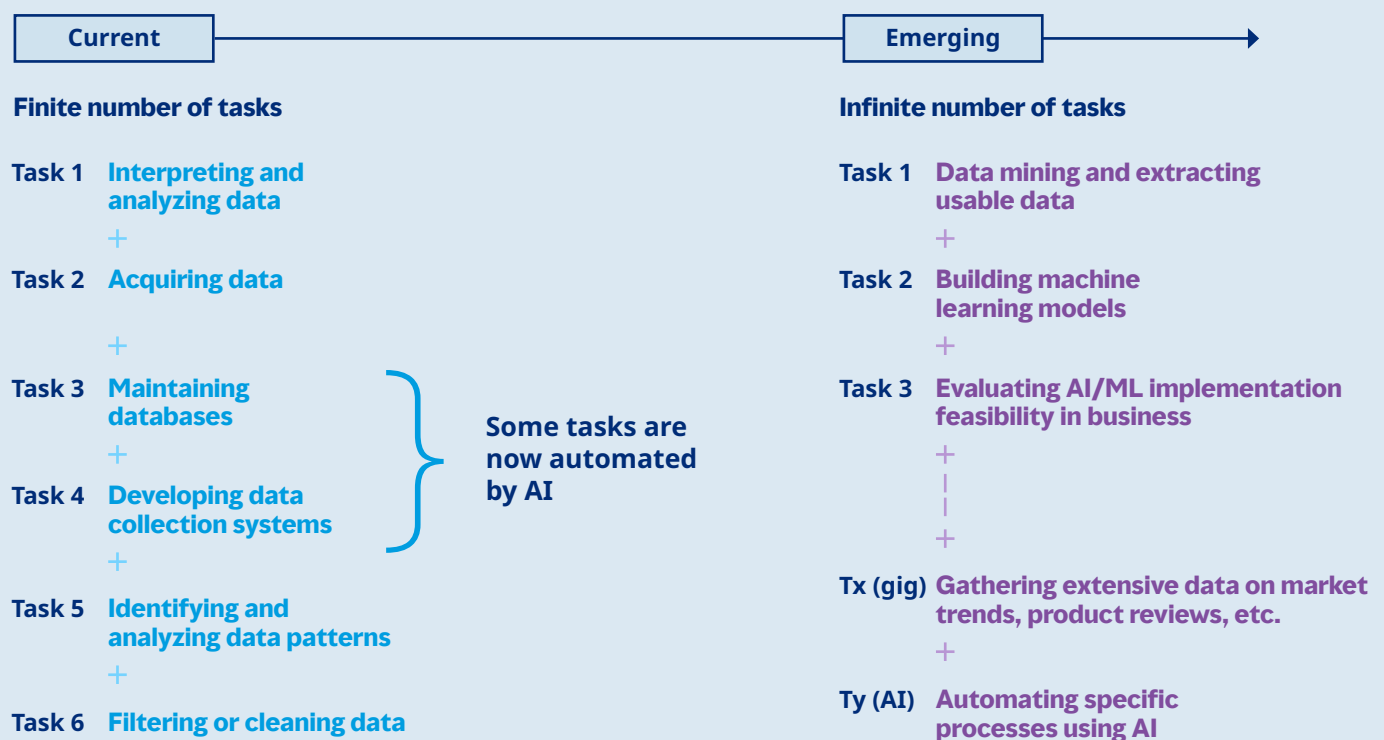 Current
Emerging
Finite number of tasks
Task 1 Interpreting and
analyzing data
+
Task 2 Acquiring data
+
Task 3 Maintaining
databases
+
Task 4 Developing data
collection systems
+
Task 5 Identifying and
analyzing data patterns
+
Task 6 Filtering or cleaning data
Some tasks are
now automated
by AI
Infinite number of tasks
Task 1 Data mining and extracting
usable data
+
Task 2 Building machine
learning models
+
Task 3 Evaluating AI/ML implementation
feasibility in business
+
+
Tx (gig) Gathering extensive data on market
trends, product reviews, etc.
+
Ty (AI) Automating specific
processes using AI